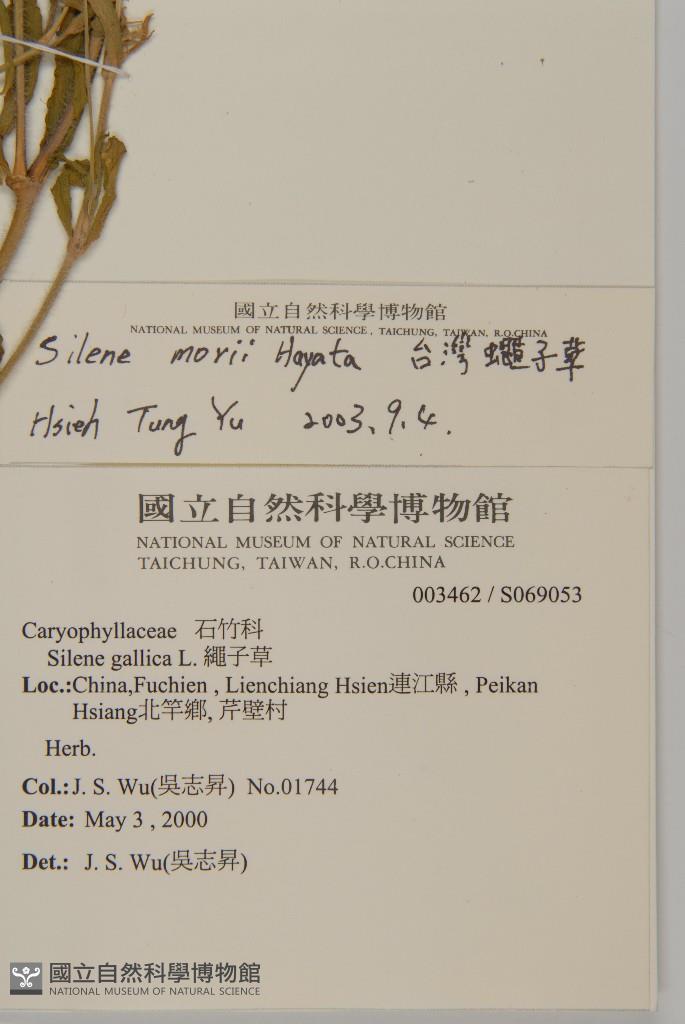 國立自然科學博物館
NATIONAL MUSEUM OF NATURAL SCIENCE, TAICHUNG, TAIWAN, R.O.CHINA
Silene morii Hayata 台灣蠅子草
Hsieh Tung Yu 2003.9.4.
國立自然科學博物館
NATIONAL MUSEUM OF NATURAL SCIENCE
TAICHUNG, TAIWAN, R.O.CHINA
003462 / S069053
Caryophyllaceae 石竹科
Silene gallica L. 繩子草
Loc.:China,Fuchien , Lienchiang Hsien連江縣 , Peikan
Hsiang北竿鄉, 芹壁村
Herb.
Col.:J. S. Wu(吳志昇) No.01744
Date: May 3 , 2000
Det.: J. S. Wu(吳志昇)
國立自然科學博物館
NATIONAL MUSEUM OF NATURAL SCIENCE